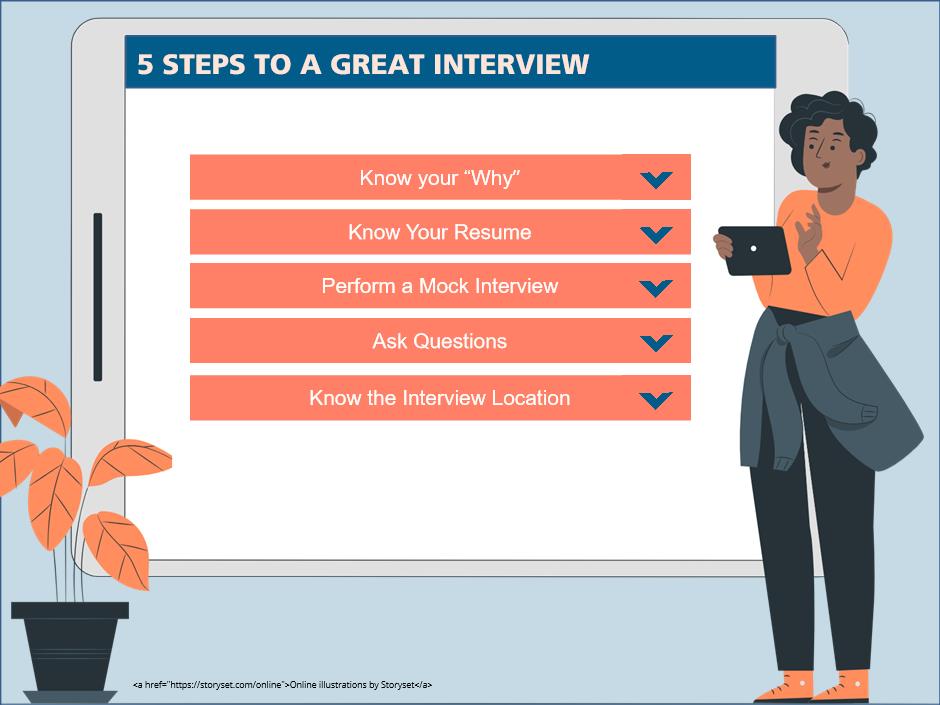 5 STEPS TO A GREAT INTERVIEW
Know your “Why”
Know Your Resume
Perform a Mock Interview
Ask Questions
Know the Interview Location
<a href="https://storyset.com/online">Online illustrations by Storyset</a>